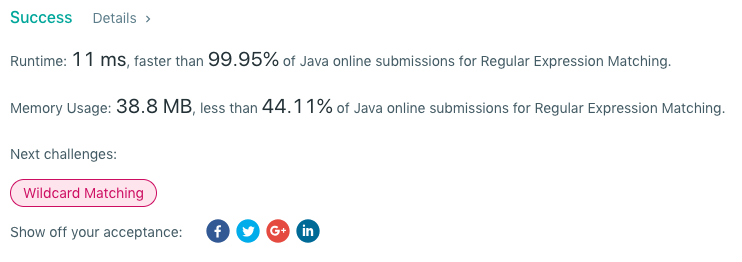 Success Details ›
Runtime: 11 ms, faster than 99.95% of Java online submissions for Regular Expression Matching.
Memory Usage: 38.8 MB, less than 44.11% of Java online submissions for Regular Expression Matching.
Next challenges:
Wildcard Matching
Show off your acceptance: f G+ in